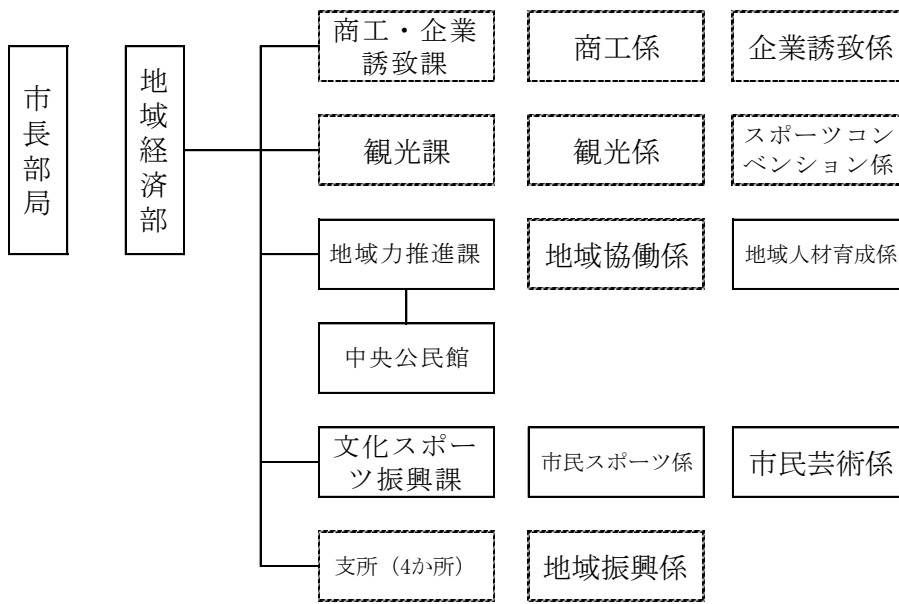 市長部局
地域経済部
商工・企業
誘致課
商工係
企業誘致係
観光課
観光係
スポーツコン
ベンション係
地域力推進課
地域協働係
地域人材育成係
中央公民館
文化スポー
ツ振興課
市民スポーツ係
市民芸術係
支所（4か所）
地域振興係